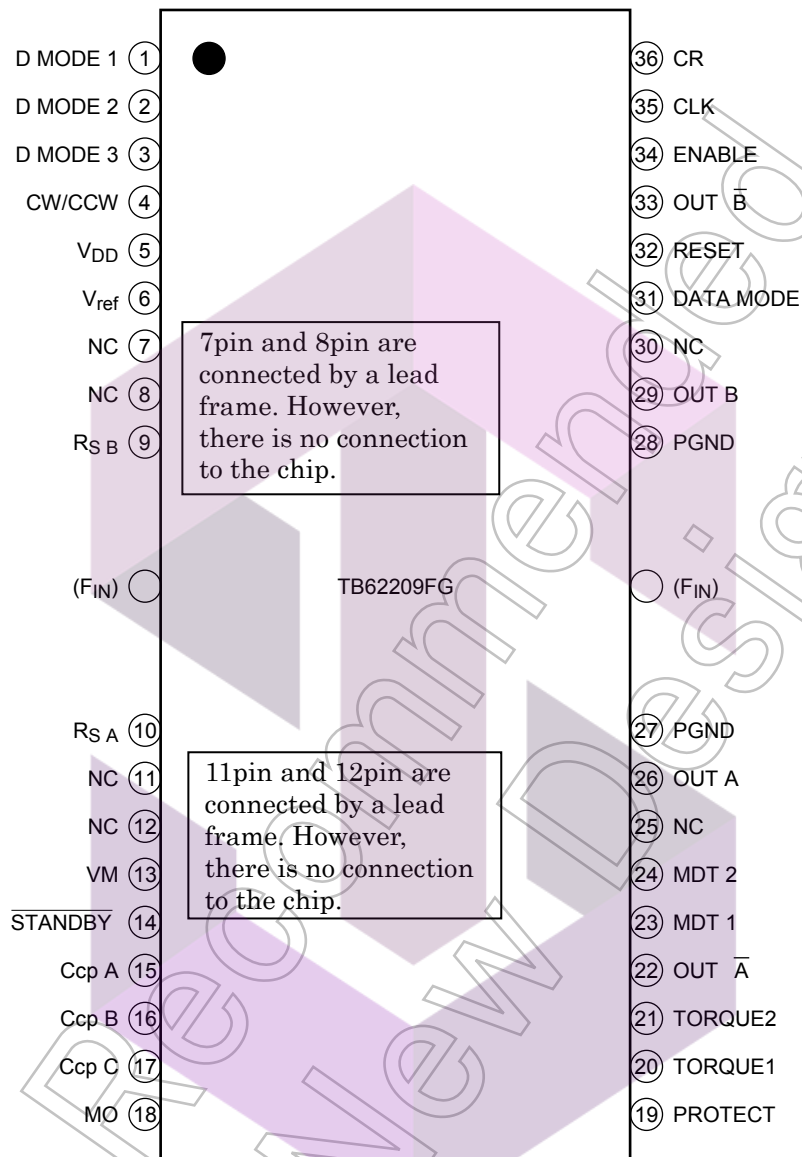 D MODE 1 1
D MODE 2 2
D MODE 3 3
CW/CCW 4
VDD 5
Vref 6
NC 7
NC 8
RS B 9
(FIN)
RS A 10
NC 11
NC 12
VM 13
STANDBY 14
Ccp A 15
Ccp B 16
Ccp C 17
MO 18
7pin and 8pin are
connected by a lead
frame. However,
there is no connection
to the chip.
TB62209FG
11pin and 12pin are
connected by a lead
frame. However,
there is no connection
to the chip.
36 CR
35 CLK
34 ENABLE
33 OUT B̅
32 RESET
31 DATA MODE
30 NC
29 OUT B
28 PGND
(FIN)
27 PGND
26 OUT A
25 NC
24 MDT 2
23 MDT 1
22 OUT A̅
21 TORQUE2
20 TORQUE1
19 PROTECT
Recommended
New Desig